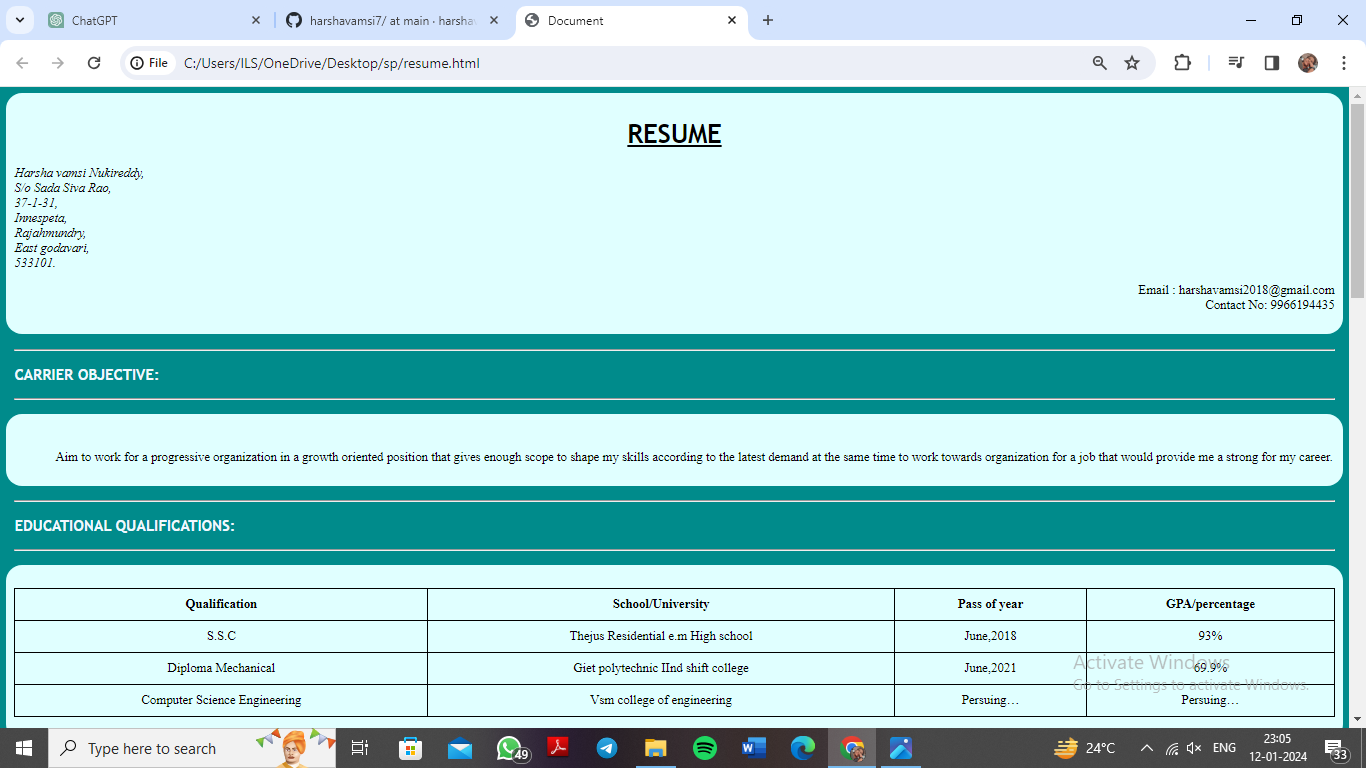 ChatGPT
harshavamsi7/ at main · harsha
Document
File
C:/Users/ILS/OneDrive/Desktop/sp/resume.html
RESUME
Harsha vamsi Nukireddy,
S/o Sada Siva Rao,
37-1-31,
Innespeta,
Rajahmundry,
East godavari,
533101.
Email : harshavamsi2018@gmail.com
Contact No: 9966194435
CARRIER OBJECTIVE:
Aim to work for a progressive organization in a growth oriented position that gives enough scope to shape my skills according to the latest demand at the same time to work towards organization for a job that would provide me a strong for my career.
EDUCATIONAL QUALIFICATIONS:
Qualification School/University Pass of year GPA/percentage
S.S.C Thejus Residential e.m High school June,2018 93%
Diploma Mechanical Giet polytechnic IInd shift college June,2021 69.9%
Computer Science Engineering Vsm college of engineering Persuing… Persuing…
Activate Windows
Go to Settings to activate Windows.
Type here to search
49
24°C
ENG
23:05
12-01-2024
33